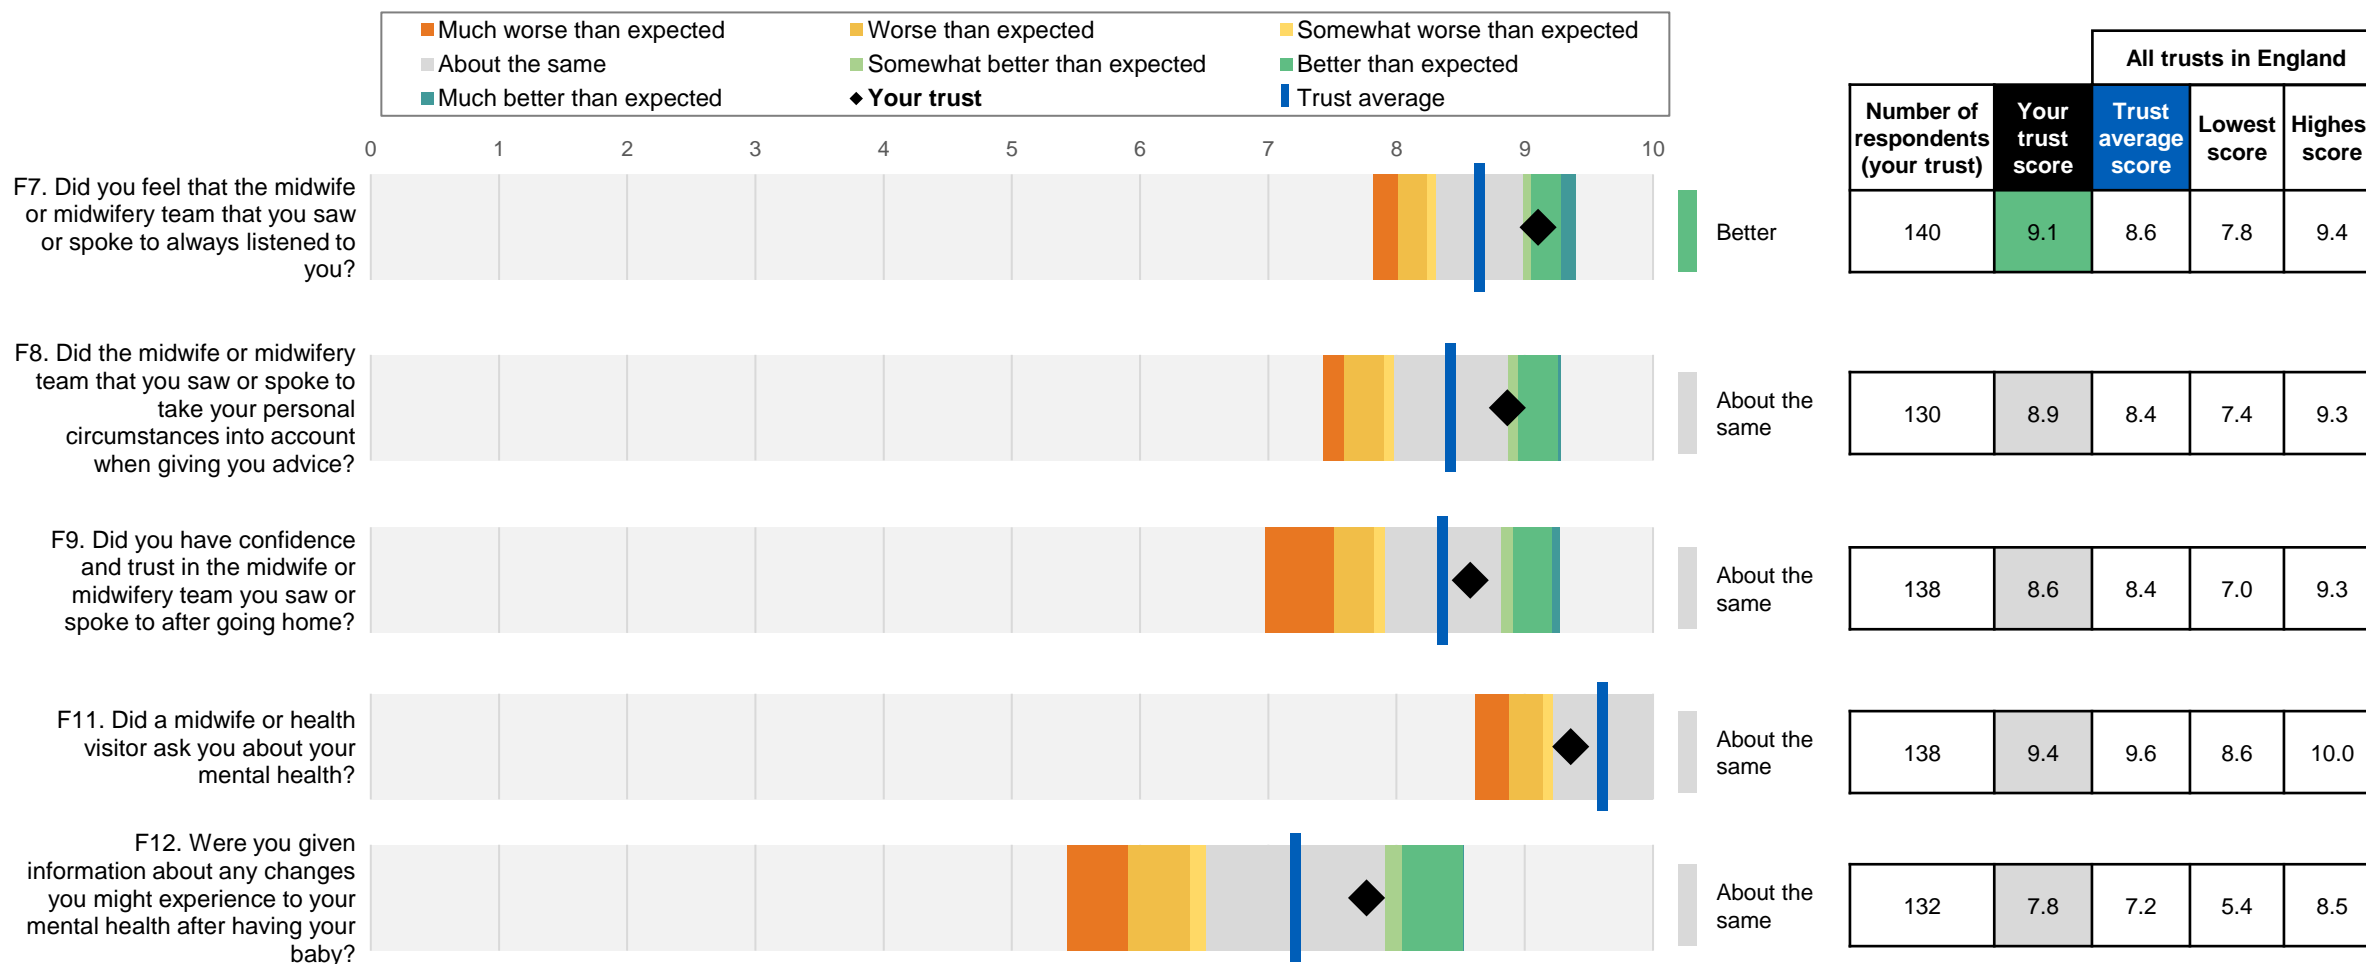 Much worse than expected
Worse than expected
Somewhat worse than expected
About the same
Somewhat better than expected
Better than expected
Much better than expected
Your trust
Trust average
All trusts in England
Number of
respondents
(your trust)
Your
trust
score
Trust
average
score
Lowest
score
Highes
score
0 1 2 3 4 5 6 7 8 9 10
F7. Did you feel that the midwife
or midwifery team that you saw
or spoke to always listened to
you?
Better
140 9.1 8.6 7.8 9.4
F8. Did the midwife or midwifery
team that you saw or spoke to
take your personal
circumstances into account
when giving you advice?
About the
same
130 8.9 8.4 7.4 9.3
F9. Did you have confidence
and trust in the midwife or
midwifery team you saw or
spoke to after going home?
About the
same
138 8.6 8.4 7.0 9.3
F11. Did a midwife or health
visitor ask you about your
mental health?
About the
same
138 9.4 9.6 8.6 10.0
F12. Were you given
information about any changes
you might experience to your
mental health after having your
baby?
About the
same
132 7.8 7.2 5.4 8.5